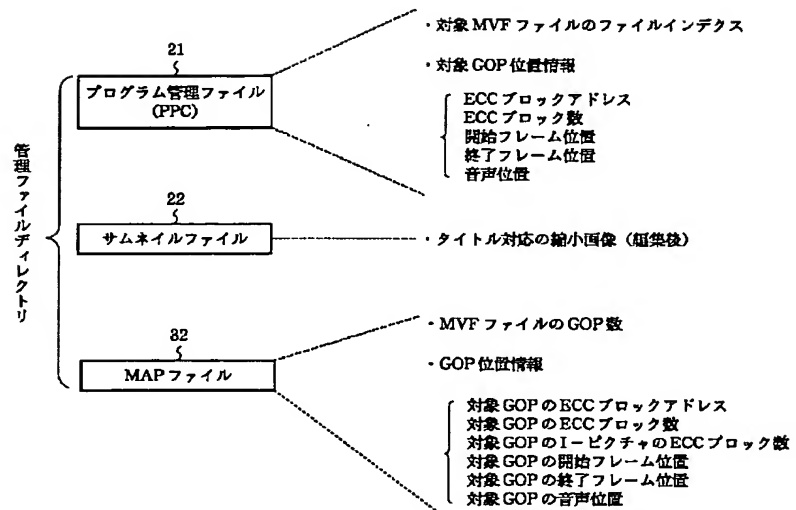 管理ファイルディレクトリ
21
プログラム管理ファイル
(PPC)
・対象 MVF ファイルのファイルインデクス
・対象 GOP 位置情報
ECC ブロックアドレス
ECC ブロック数
開始フレーム位置
終了フレーム位置
音声位置
22
サムネイルファイル
・タイトル対応の縮小画像（編集後）
32
MAP ファイル
・MVF ファイルの GOP 数
・GOP 位置情報
対象 GOP の ECC ブロックアドレス
対象 GOP の ECC ブロック数
対象 GOP の I－ピクチャの ECC ブロック数
対象 GOP の開始フレーム位置
対象 GOP の終了フレーム位置
対象 GOP の音声位置